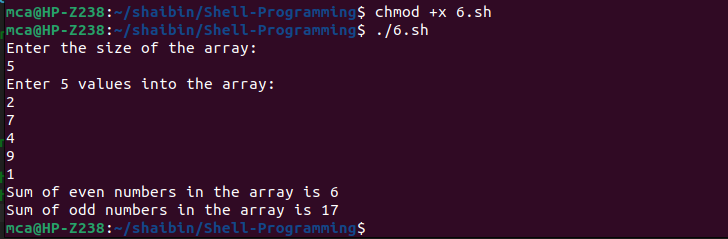 mca@HP-Z238:~/shaibin/Shell-Programming$ chmod +x 6.sh
mca@HP-Z238:~/shaibin/Shell-Programming$ ./6.sh
Enter the size of the array:
5
Enter 5 values into the array:
2
7
4
9
1
Sum of even numbers in the array is 6
Sum of odd numbers in the array is 17
mca@HP-Z238:~/shaibin/Shell-Programming$